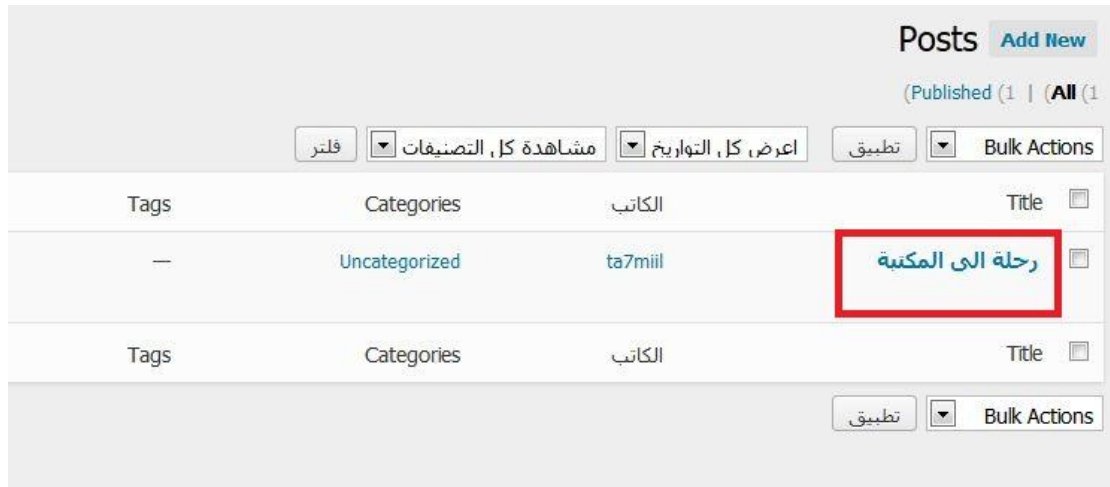 Posts Add New
All (1) | Published (1)
Bulk Actions تطبيق اعرض كل التواريخ مشاهدة كل التصنيفات فلتر
Title الكاتب Categories Tags
رحلة الى المكتبة ta7miil Uncategorized —
Title الكاتب Categories Tags
Bulk Actions تطبيق